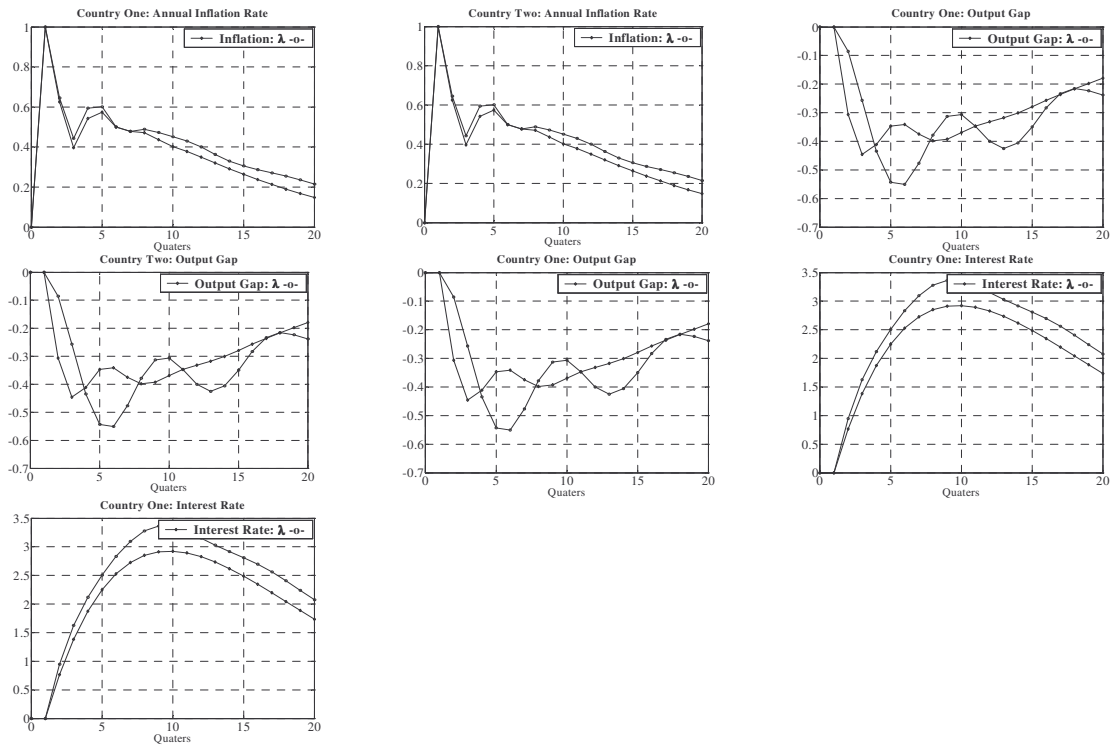 Country One: Annual Inflation Rate
1
0.8
0.6
0.4
0.2
0
Inflation: λ -o-
0 5 10 15 20
Quaters
Country Two: Annual Inflation Rate
1
0.8
0.6
0.4
0.2
0
Inflation: λ -o-
0 5 10 15 20
Quaters
Country One: Output Gap
0
-0.1
-0.2
-0.3
-0.4
-0.5
-0.6
-0.7
Output Gap: λ -o-
0 5 10 15 20
Quaters
Country Two: Output Gap
0
-0.1
-0.2
-0.3
-0.4
-0.5
-0.6
-0.7
Output Gap: λ -o-
0 5 10 15 20
Quaters
Country One: Output Gap
0
-0.1
-0.2
-0.3
-0.4
-0.5
-0.6
-0.7
Output Gap: λ -o-
0 5 10 15 20
Quaters
Country One: Interest Rate
3.5
3
2.5
2
1.5
1
0.5
0
Interest Rate: λ -o-
0 5 10 15 20
Quaters
Country One: Interest Rate
3.5
3
2.5
2
1.5
1
0.5
0
Interest Rate: λ -o-
0 5 10 15 20
Quaters